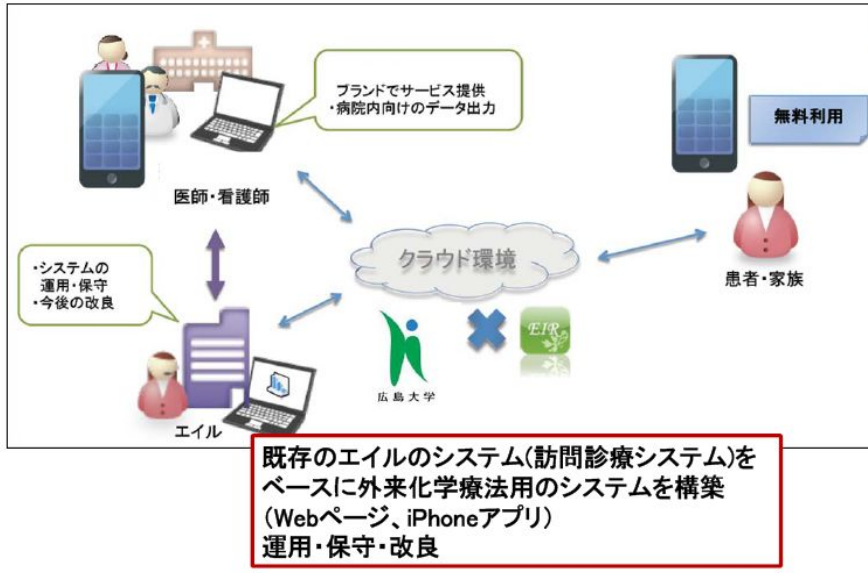 ブランドでサービス提供
・病院内向けのデータ出力
無料利用
医師・看護師
クラウド環境
患者・家族
・システムの
運用・保守
・今後の改良
EIR
広島大学
エイル
既存のエイルのシステム(訪問診療システム)を
ベースに外来化学療法用のシステムを構築
(Webページ、iPhoneアプリ)
運用・保守・改良